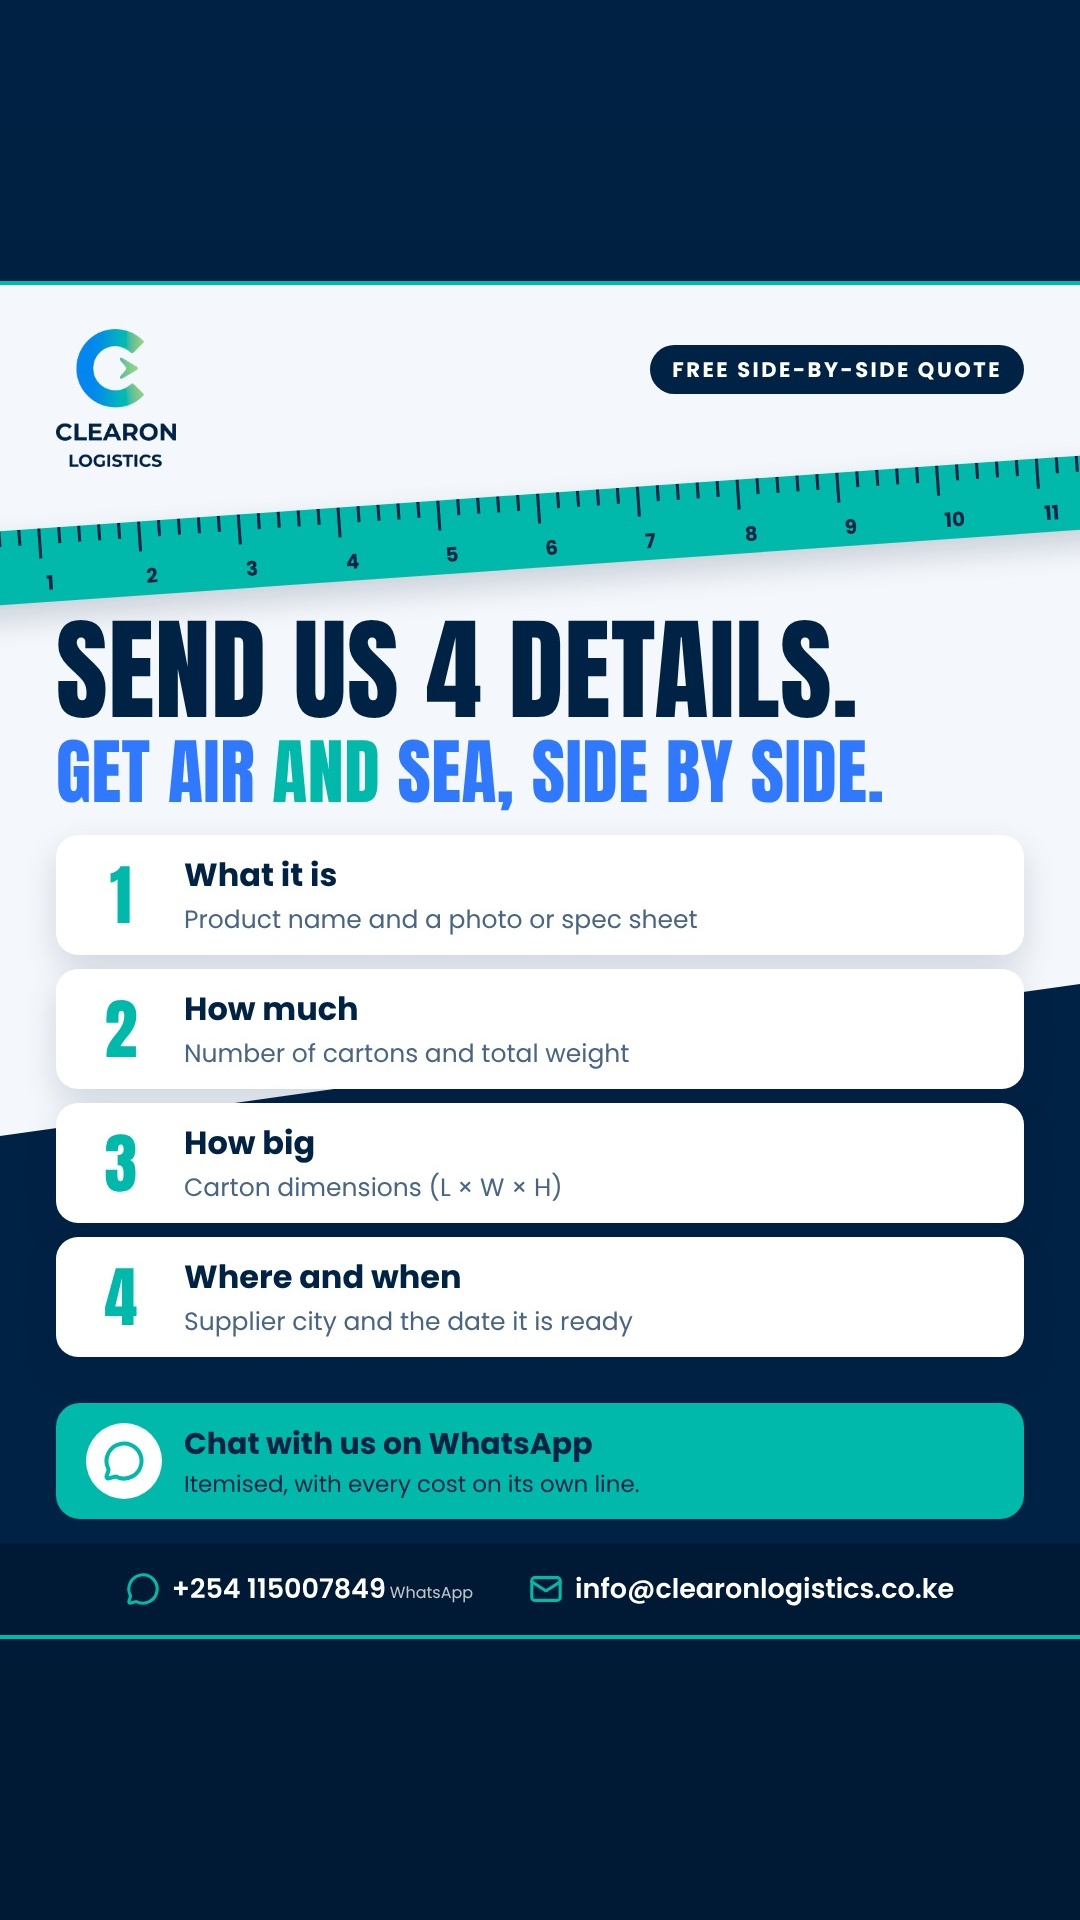 CLEARON
LOGISTICS
FREE SIDE-BY-SIDE QUOTE
1 2 3 4 5 6 7 8 9 10 11
SEND US 4 DETAILS.
GET AIR AND SEA, SIDE BY SIDE.
1
What it is
Product name and a photo or spec sheet
2
How much
Number of cartons and total weight
3
How big
Carton dimensions (L × W × H)
4
Where and when
Supplier city and the date it is ready
Chat with us on WhatsApp
Itemised, with every cost on its own line.
+254 115007849 WhatsApp
info@clearonlogistics.co.ke